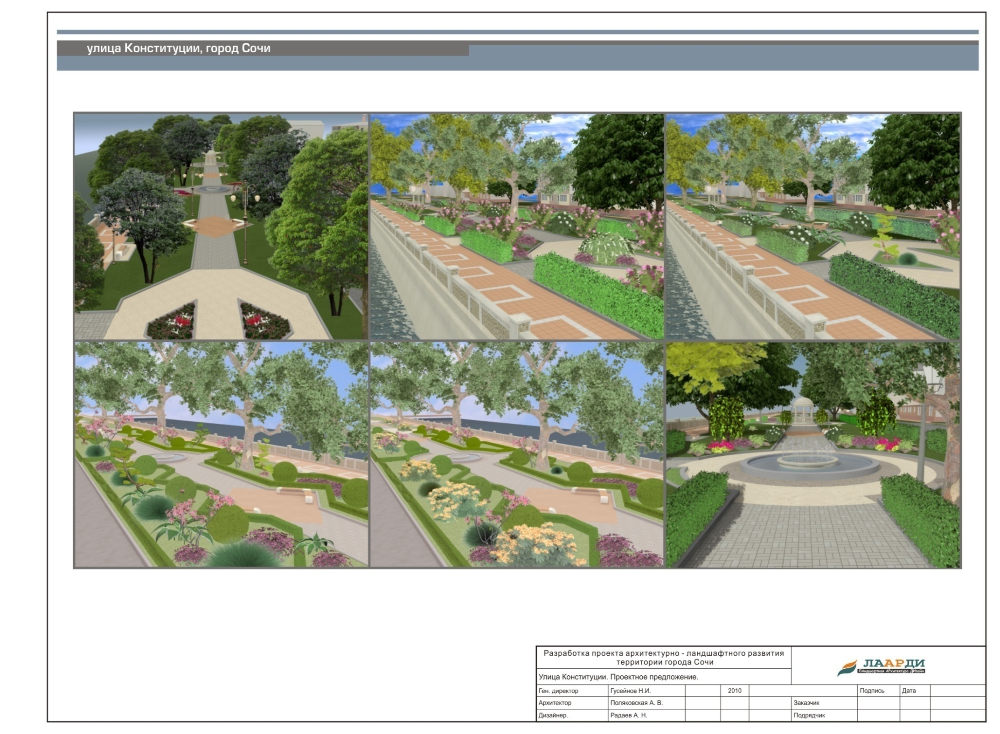 улица Конституции, город Сочи
Разработка проекта архитектурно - ландшафтного развития
территории города Сочи
ЛААРДИ
ЛАндшафтная АРхитектура ДИзайн
Улица Конституции. Проектное предложение.
Ген. директор Гусейнов Н.И. 2010 Подпись Дата
Архитектор Поляковская А. В. Заказчик
Дизайнер. Радаев А. Н. Подрядчик